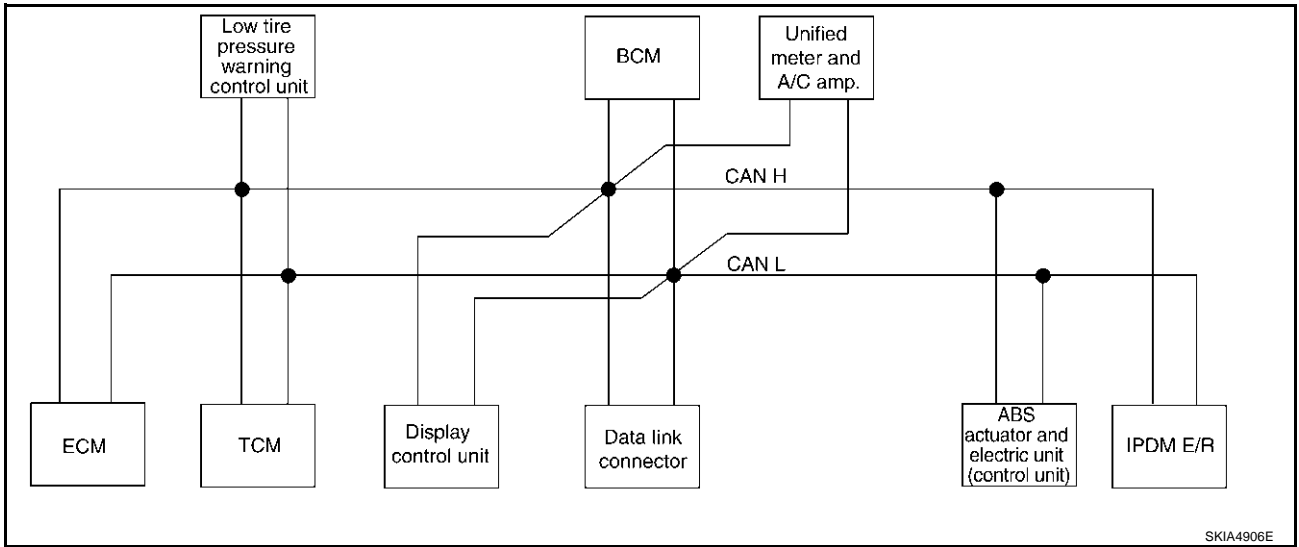 Low tire
pressure
warning
control unit
BCM
Unified
meter and
A/C amp.
CAN H
CAN L
ECM
TCM
Display
control unit
Data link
connector
ABS
actuator and
electric unit
(control unit)
IPDM E/R
SKIA4906E